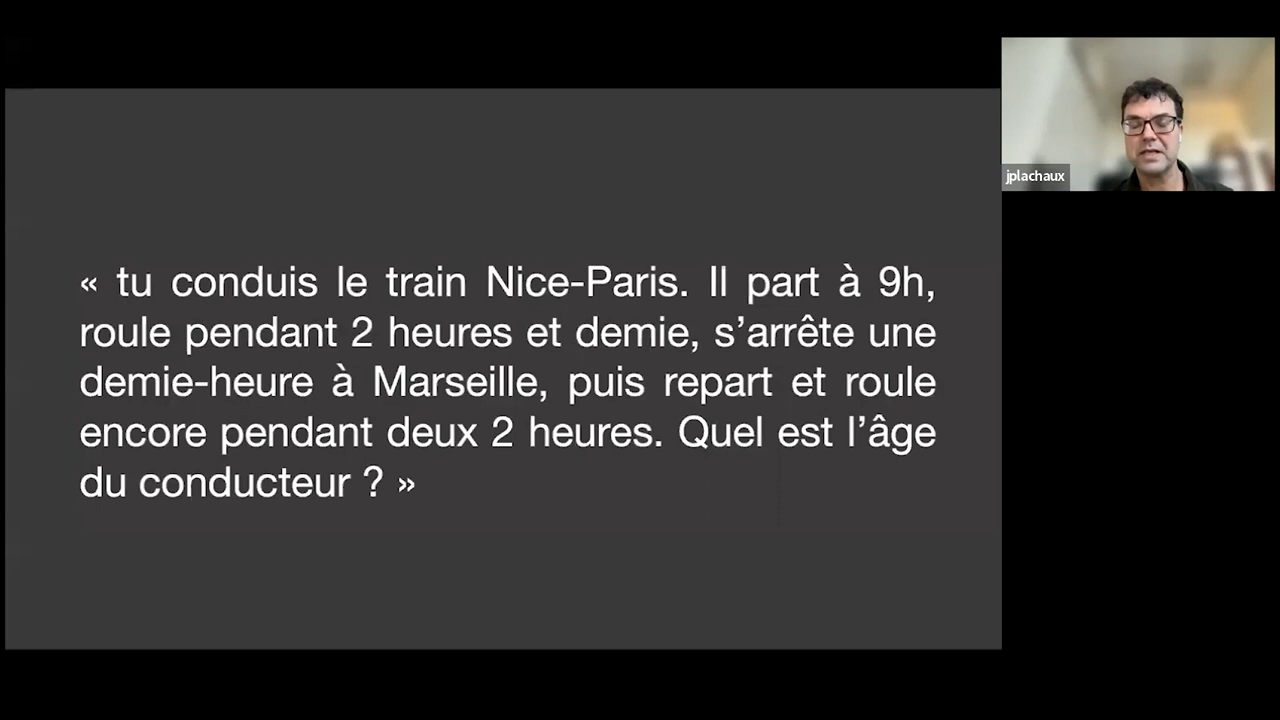 « tu conduis le train Nice-Paris. Il part à 9h,
roule pendant 2 heures et demie, s’arrête une
demie-heure à Marseille, puis repart et roule
encore pendant deux 2 heures. Quel est l’âge
du conducteur ? »
jplachaux